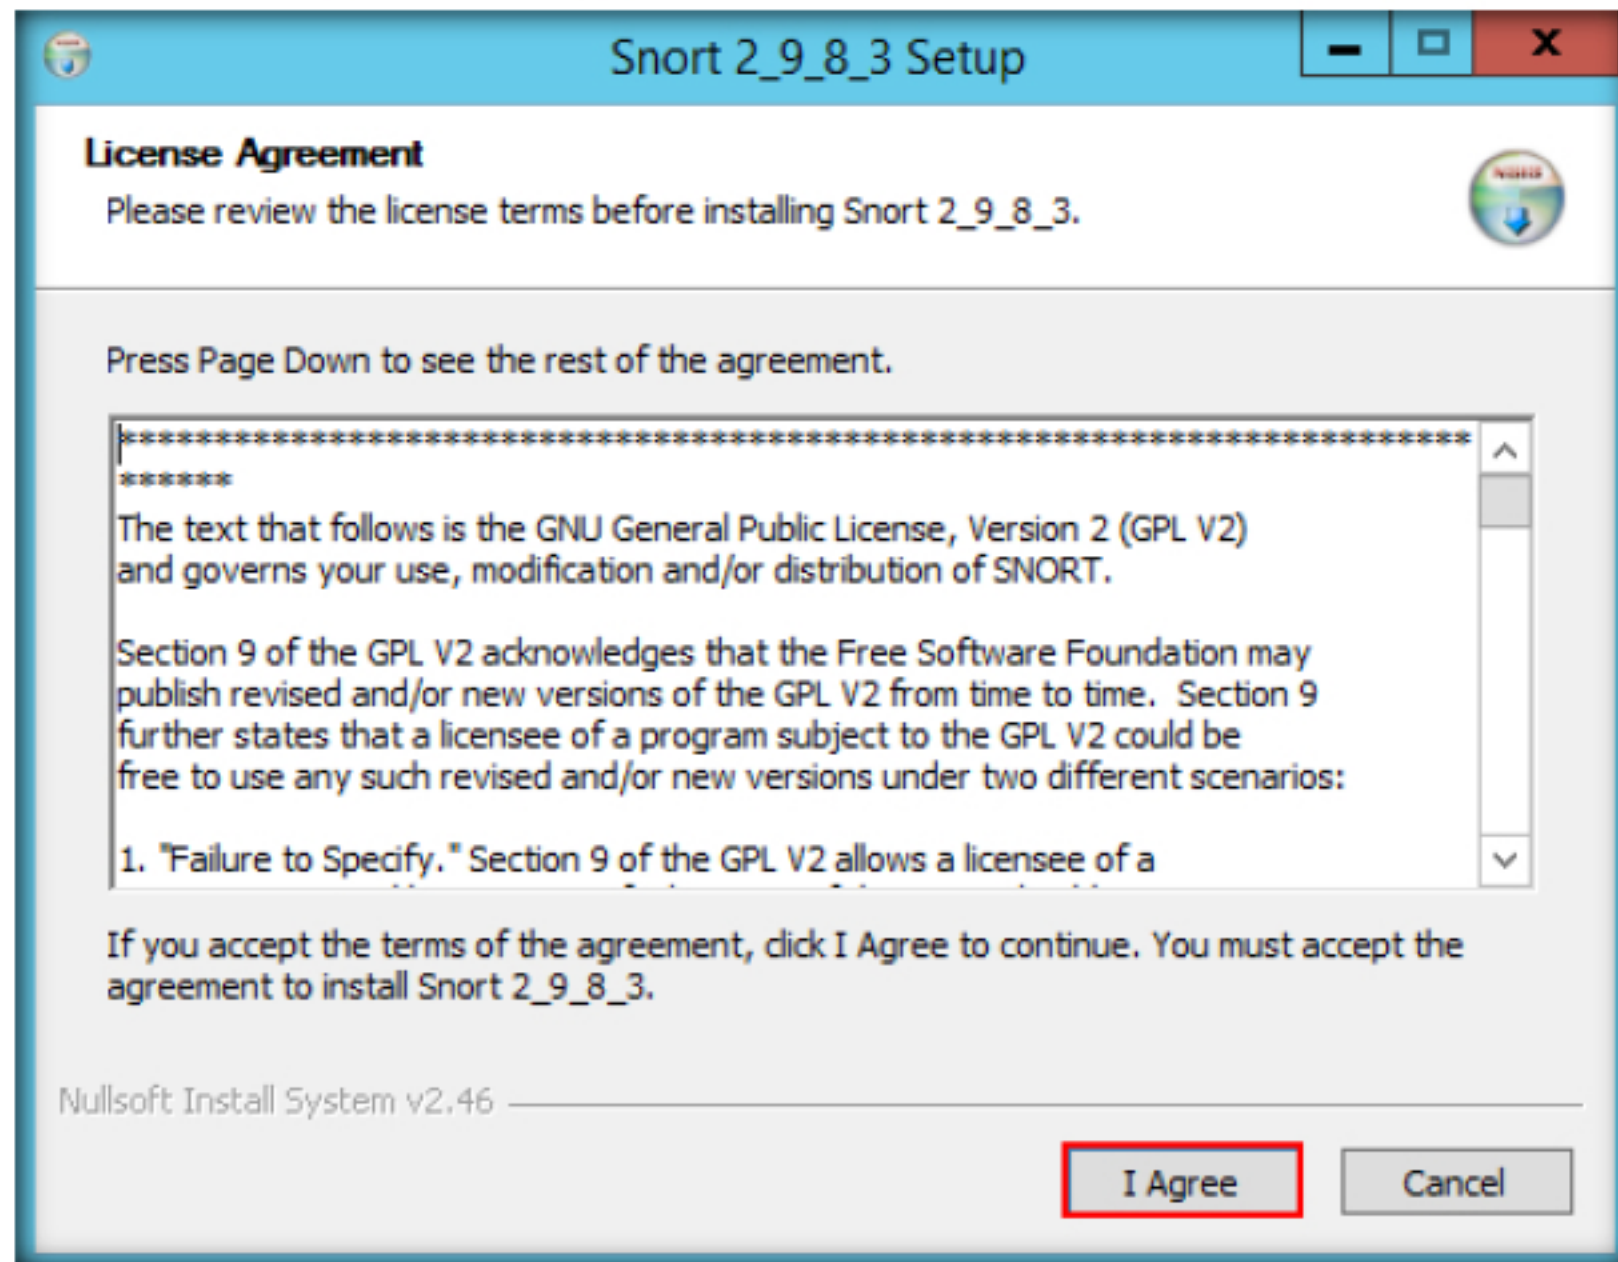 Snort 2_9_8_3 Setup
License Agreement
Please review the license terms before installing Snort 2_9_8_3.
Press Page Down to see the rest of the agreement.
***********************************************************************
******
The text that follows is the GNU General Public License, Version 2 (GPL V2)
and governs your use, modification and/or distribution of SNORT.
Section 9 of the GPL V2 acknowledges that the Free Software Foundation may
publish revised and/or new versions of the GPL V2 from time to time.  Section 9
further states that a licensee of a program subject to the GPL V2 could be
free to use any such revised and/or new versions under two different scenarios:
1. "Failure to Specify." Section 9 of the GPL V2 allows a licensee of a
If you accept the terms of the agreement, click I Agree to continue. You must accept the
agreement to install Snort 2_9_8_3.
Nullsoft Install System v2.46
I Agree
Cancel